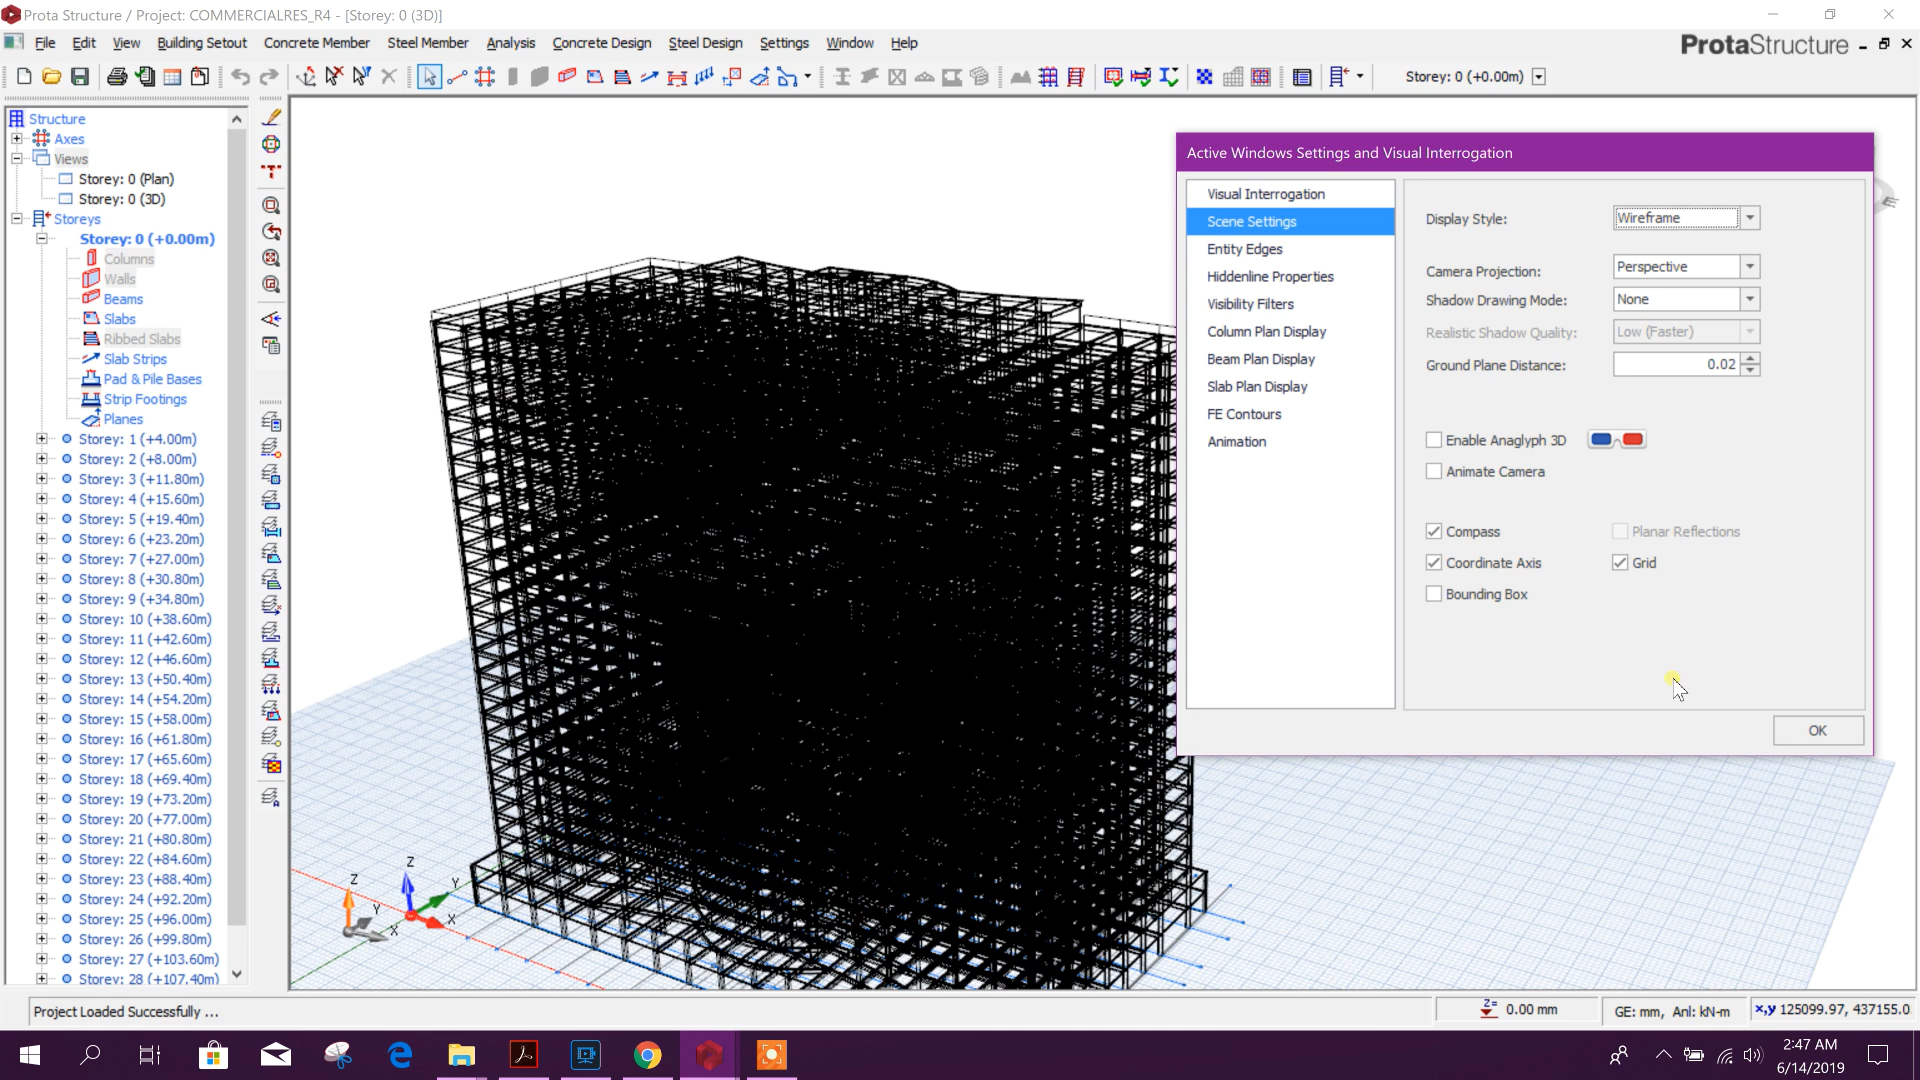 Prota Structure / Project: COMMERCIALRES_R4 - [Storey: 0 (3D)]
File Edit View Building Setout Concrete Member Steel Member Analysis Concrete Design Steel Design Settings Window Help
ProtaStructure
Storey: 0 (+0.00m)
Structure
Axes
Views
Storey: 0 (Plan)
Storey: 0 (3D)
Storeys
Storey: 0 (+0.00m)
Columns
Walls
Beams
Slabs
Ribbed Slabs
Slab Strips
Pad & Pile Bases
Strip Footings
Planes
Storey: 1 (+4.00m)
Storey: 2 (+8.00m)
Storey: 3 (+11.80m)
Storey: 4 (+15.60m)
Storey: 5 (+19.40m)
Storey: 6 (+23.20m)
Storey: 7 (+27.00m)
Storey: 8 (+30.80m)
Storey: 9 (+34.80m)
Storey: 10 (+38.60m)
Storey: 11 (+42.60m)
Storey: 12 (+46.60m)
Storey: 13 (+50.40m)
Storey: 14 (+54.20m)
Storey: 15 (+58.00m)
Storey: 16 (+61.80m)
Storey: 17 (+65.60m)
Storey: 18 (+69.40m)
Storey: 19 (+73.20m)
Storey: 20 (+77.00m)
Storey: 21 (+80.80m)
Storey: 22 (+84.60m)
Storey: 23 (+88.40m)
Storey: 24 (+92.20m)
Storey: 25 (+96.00m)
Storey: 26 (+99.80m)
Storey: 27 (+103.60m)
Storey: 28 (+107.40m)
Z
Y
X
Z
Y
X
E
Active Windows Settings and Visual Interrogation
Visual Interrogation
Scene Settings
Entity Edges
Hiddenline Properties
Visibility Filters
Column Plan Display
Beam Plan Display
Slab Plan Display
FE Contours
Animation
Display Style: Wireframe
Camera Projection: Perspective
Shadow Drawing Mode: None
Realistic Shadow Quality: Low (Faster)
Ground Plane Distance: 0.02
Enable Anaglyph 3D
Animate Camera
Compass Planar Reflections
Coordinate Axis Grid
Bounding Box
OK
Project Loaded Successfully ...
Z= 0.00 mm
GE: mm, Anl: kN-m
x,y 125099.97, 437155.0
2:47 AM
6/14/2019